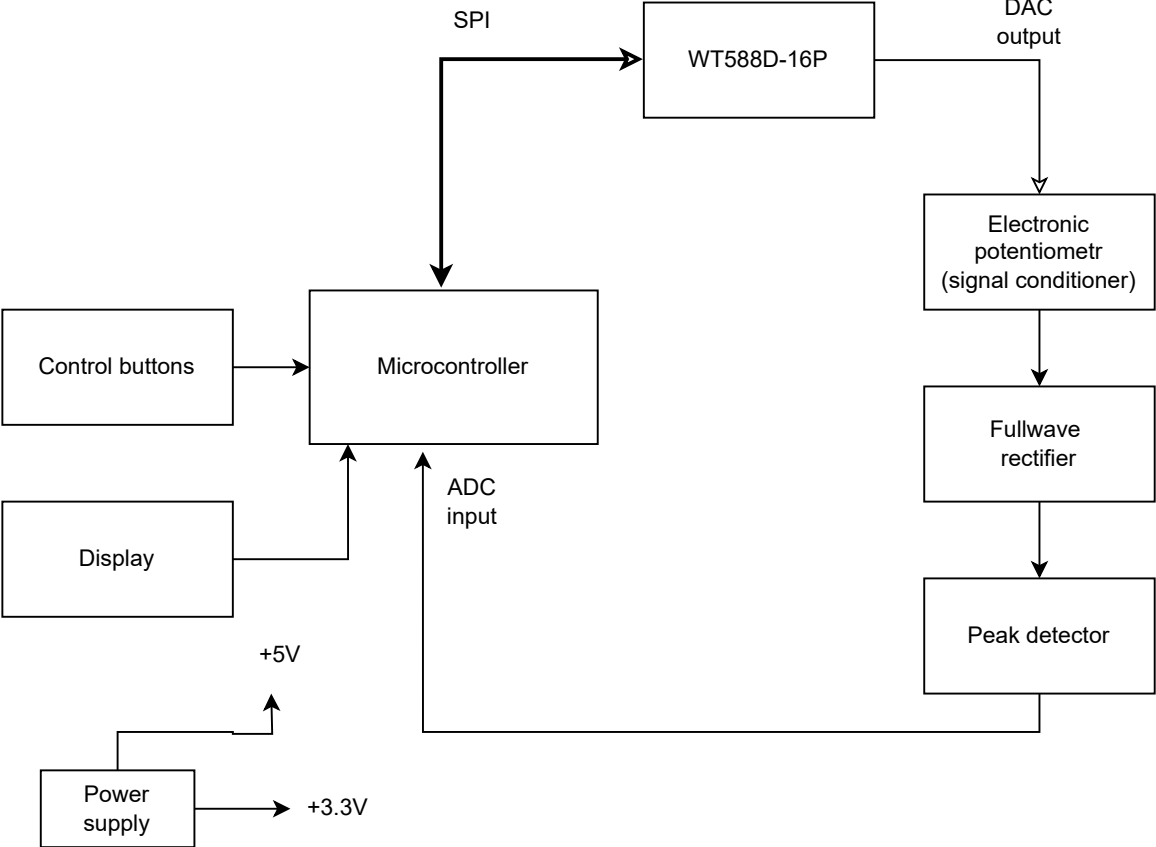 SPI
WT588D-16P
DAC
output
Electronic
potentiometr
(signal conditioner)
Control buttons
Microcontroller
Fullwave
rectifier
ADC
input
Display
Peak detector
+5V
Power
supply
+3.3V